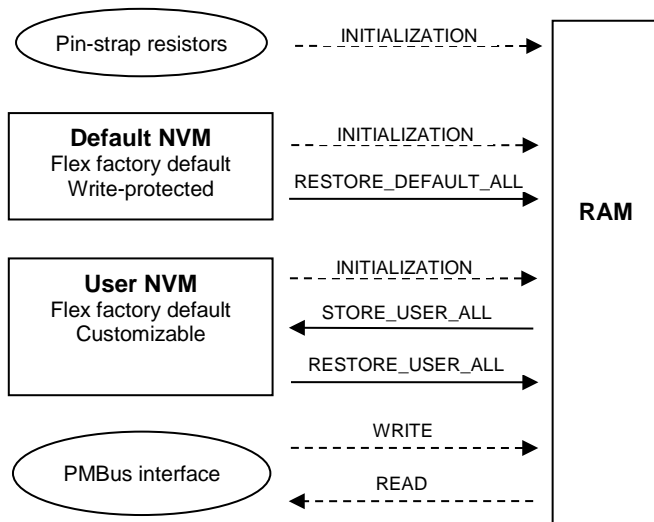 Pin-strap resistors
INITIALIZATION
Default NVM
Flex factory default
Write-protected
INITIALIZATION
RESTORE_DEFAULT_ALL
RAM
User NVM
Flex factory default
Customizable
INITIALIZATION
STORE_USER_ALL
RESTORE_USER_ALL
PMBus interface
WRITE
READ